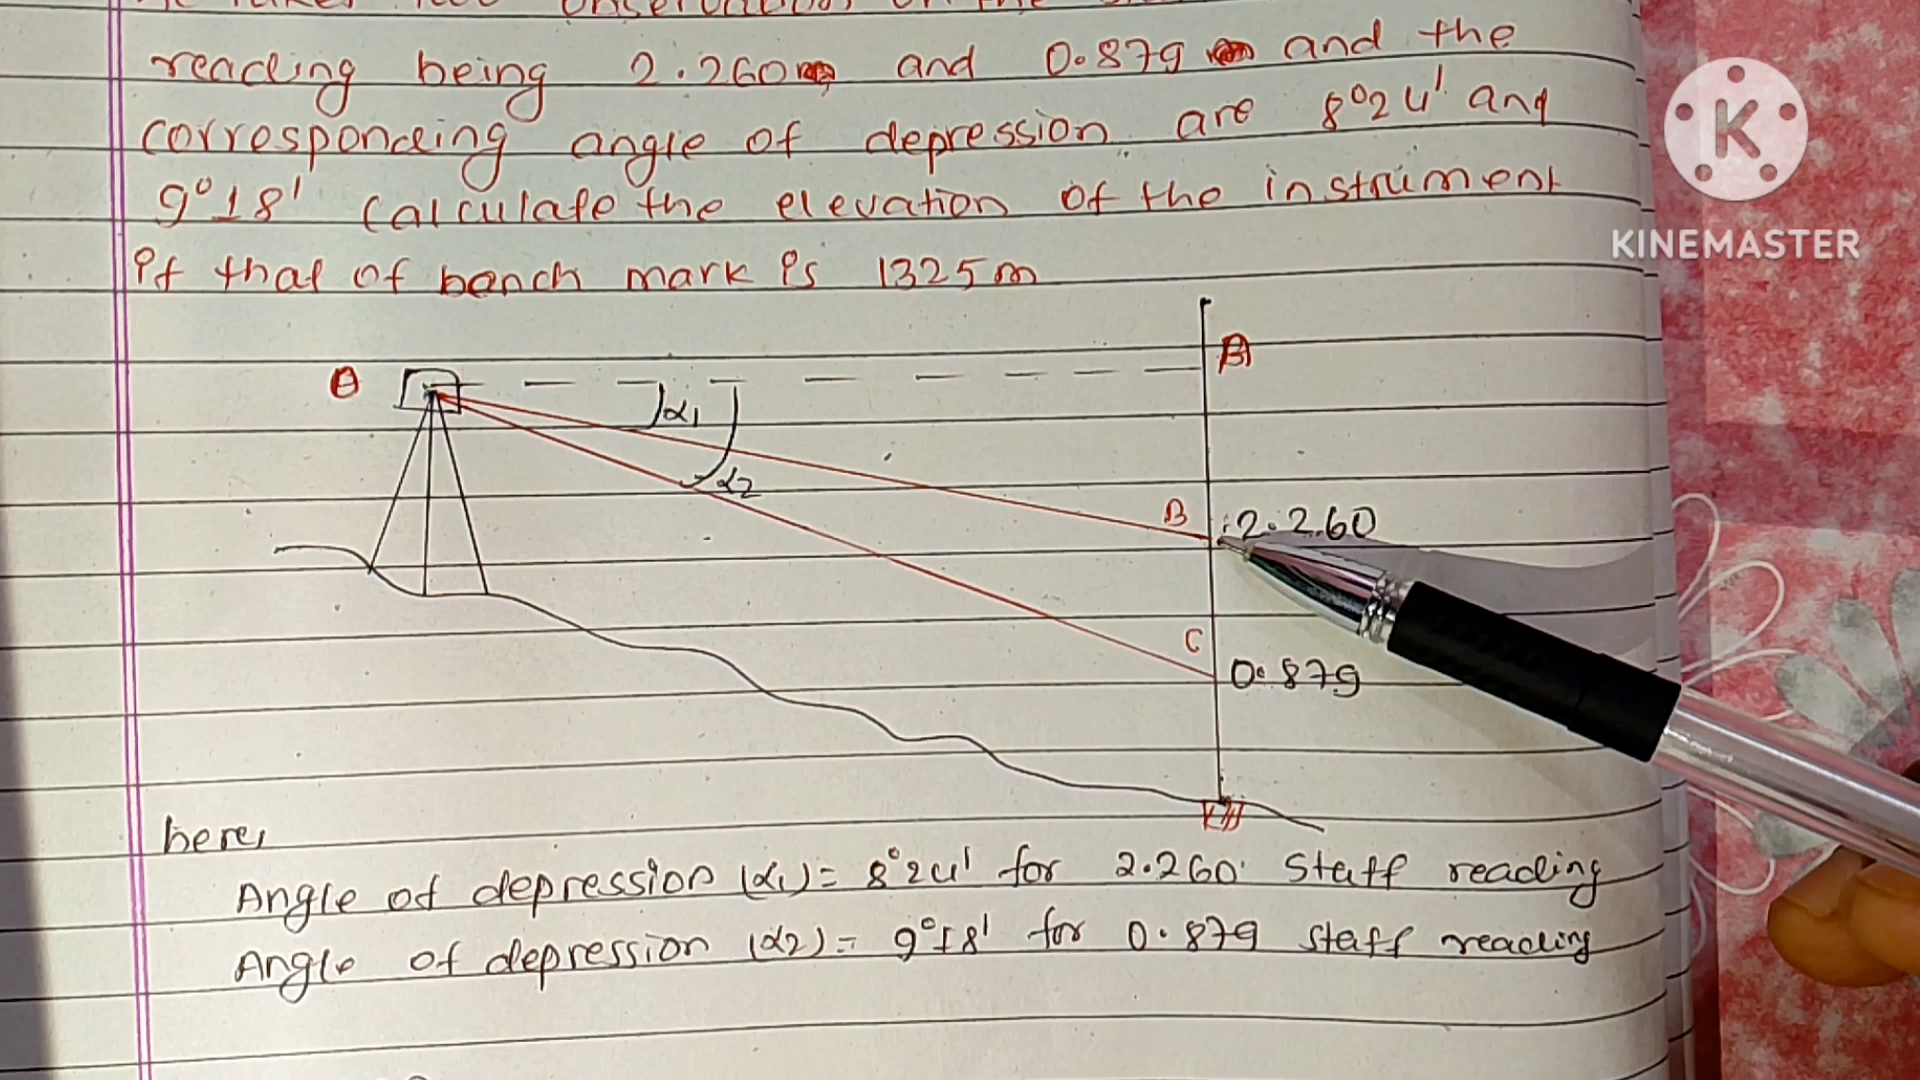 reading being 2.260m and 0.879 and the
corresponding angle of depression are 8°24' and
9°18' Calculate the elevation of the instrument
if that of bench mark is 1325m
K
KINEMASTER
O
A
α1
α2
B
2.260
C
0.879
here,
Angle of depression (α1) = 8°24' for 2.260 staff reading
Angle of depression (α2) = 9°18' for 0.879 staff reading